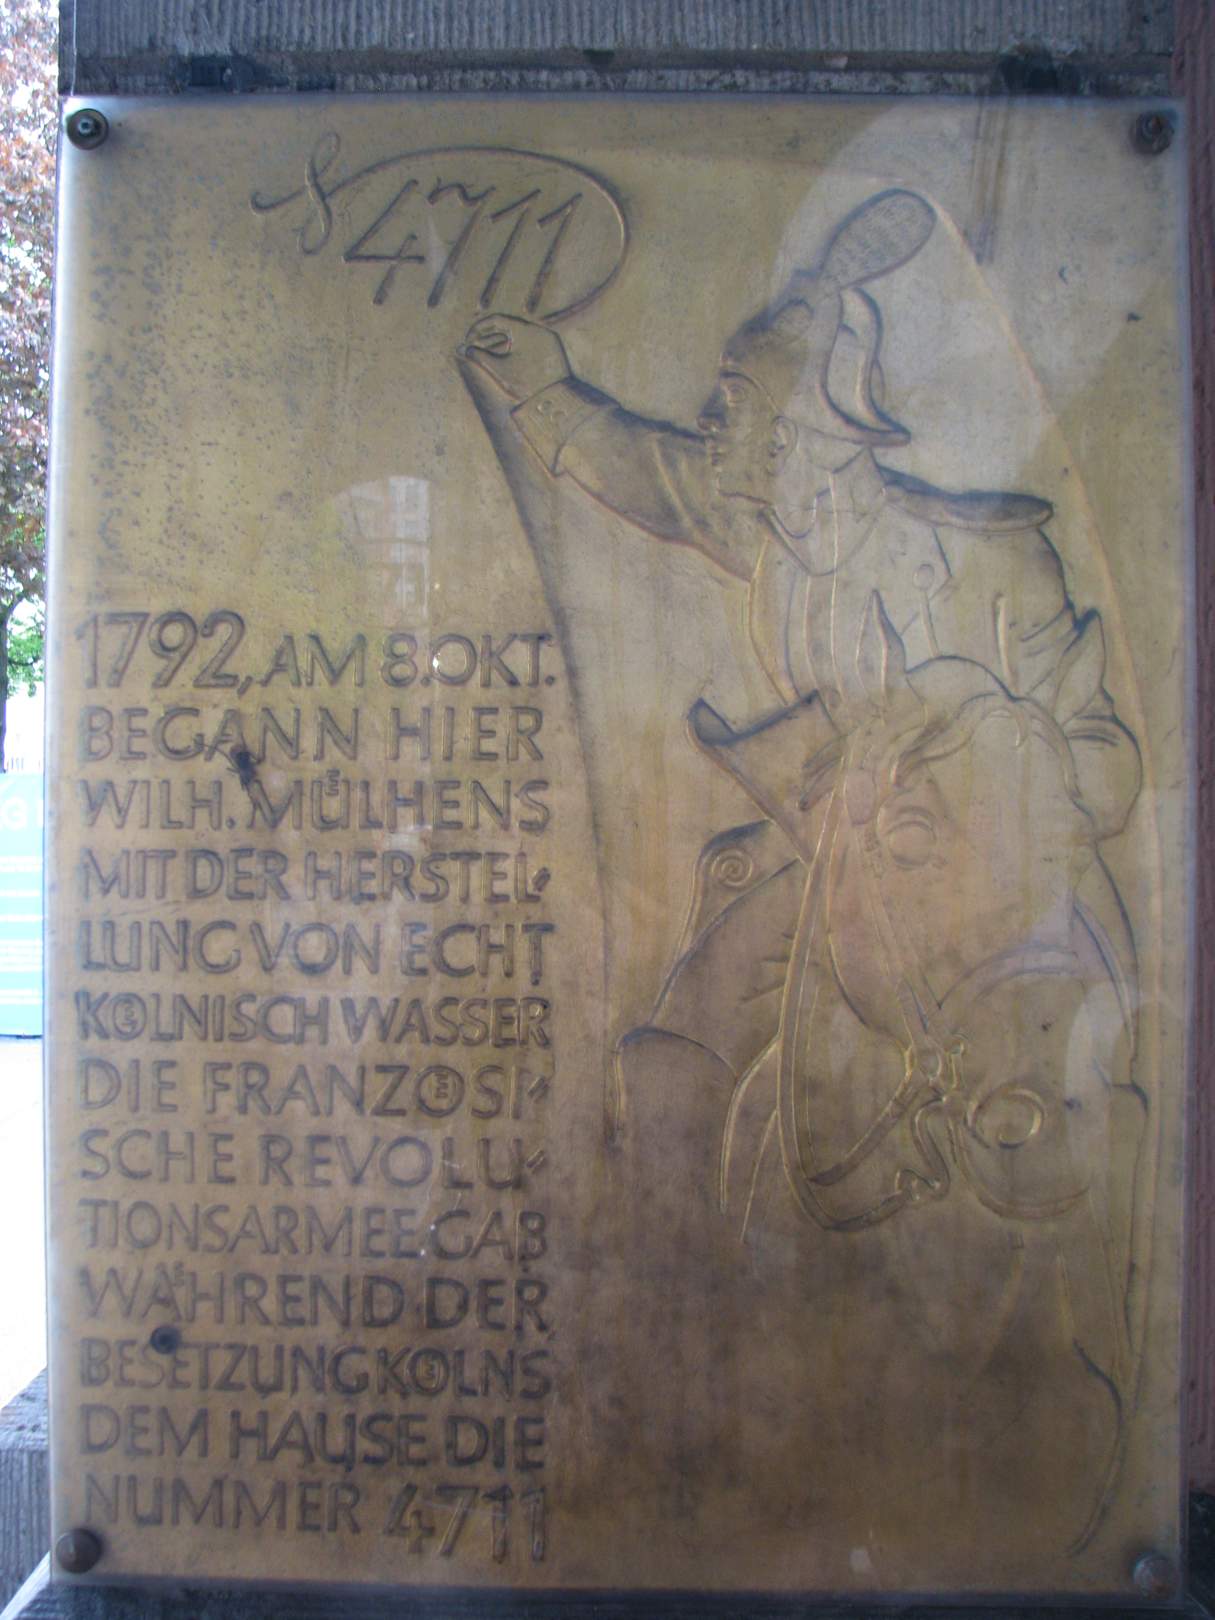 4711
1792, AM 8. OKT.
BEGANN HIER
WILH. MÜLHENS
MIT DER HERSTEL-
LUNG VON ECHT
KÖLNISCH WASSER
DIE FRANZÖSI-
SCHE REVOLU-
TIONSARMEE GAB
WÄHREND DER
BESETZUNG KÖLNS
DEM HAUSE DIE
NUMMER 4711